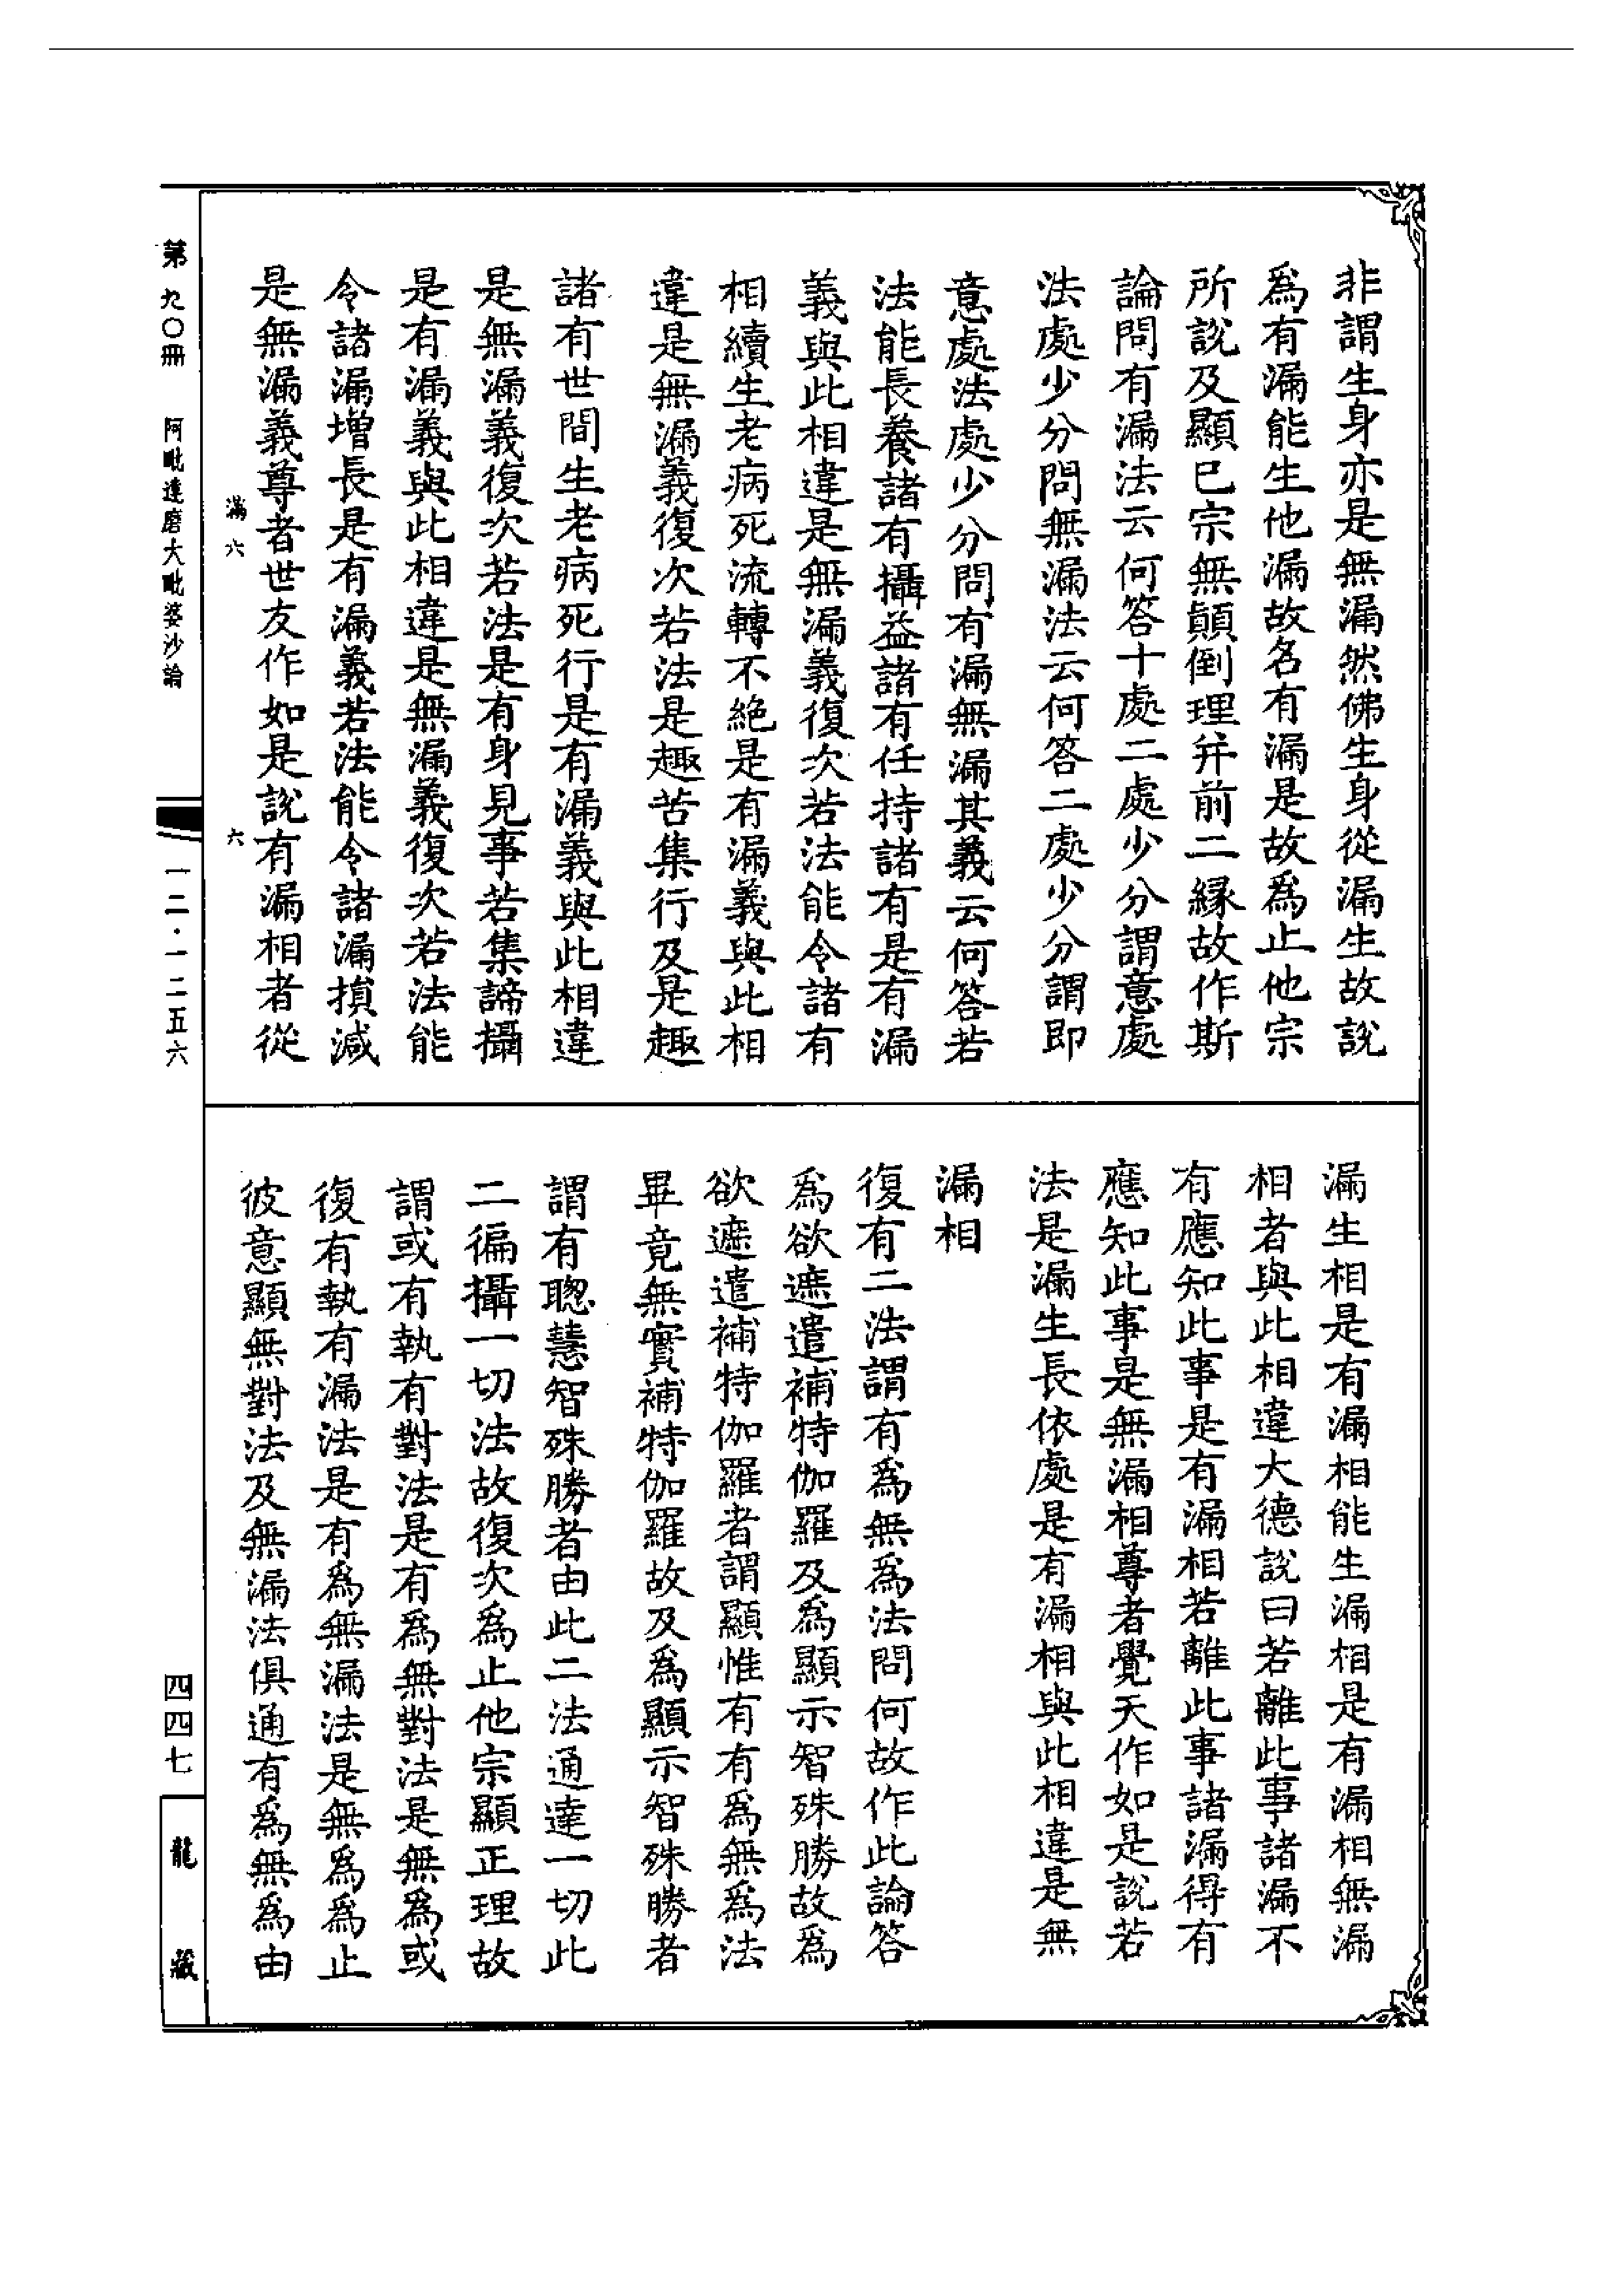 非謂生身亦是無漏然佛生身從漏生故說
爲有漏能生他漏故名有漏是故爲止他宗
所說及顯已宗無顛倒理并前二緣故作斯
論問有漏法云何答十處二處少分謂意處
法處少分問無漏法云何答二處少分謂即
意處法處少分問有漏無漏其義云何答若
法能長養諸有攝益諸有任持諸有是有漏
義與此相違是無漏義復次若法能令諸有
相續生老病死流轉不絕是有漏義與此相
違是無漏義復次若法是趣苦集行及是趣
諸有世間生老病死行是有漏義與此相違
是無漏義復次若法是有身見事若集諦攝
是有漏義與此相違是無漏義復次若法能
令諸漏增長是有漏義若法能令諸漏損減
是無漏義尊者世友作如是說有漏相者從
滿六 六
漏生相是有漏相能生漏相是有漏相無漏
相者與此相違大德說曰若離此事諸漏不
有應知此事是有漏相若離此事諸漏得有
應知此事是無漏相尊者覺天作如是說若
法是漏生長依處是有漏相與此相違是無
漏相
復有二法謂有爲無爲法問何故作此論答
爲欲遮遣補特伽羅及爲顯示智殊勝故爲
欲遮遣補特伽羅者謂顯惟有有爲無爲法
畢竟無實補特伽羅故及爲顯示智殊勝者
謂有聰慧智殊勝者由此二法通達一切此
二徧攝一切法故復次爲止他宗顯正理故
謂或有執有對法是有爲無對法是無爲或
復有執有漏法是有爲無漏法是無爲爲止
彼意顯無對法及無漏法俱通有爲無爲由
第九〇冊 阿毗達磨大毗婆沙論 一二·一二五六 四四七 龍藏